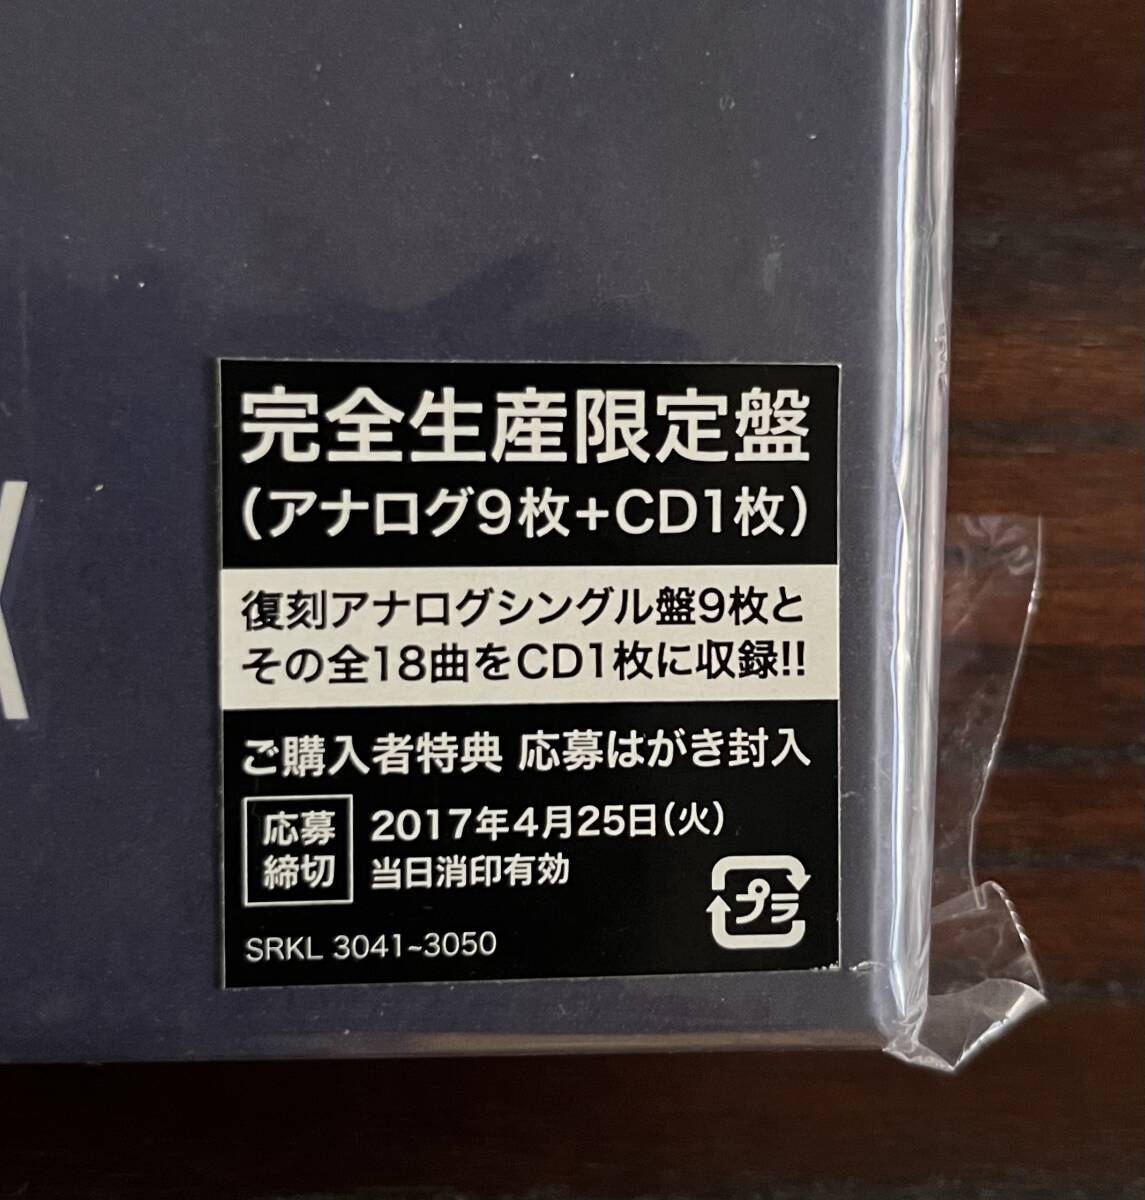 完全生産限定盤
(アナログ9枚+CD1枚)
復刻アナログシングル盤9枚と
その全18曲をCD1枚に収録!!
ご購入者特典 応募はがき封入
応募
締切
2017年4月25日(火)
当日消印有効
プラ
SRKL 3041~3050